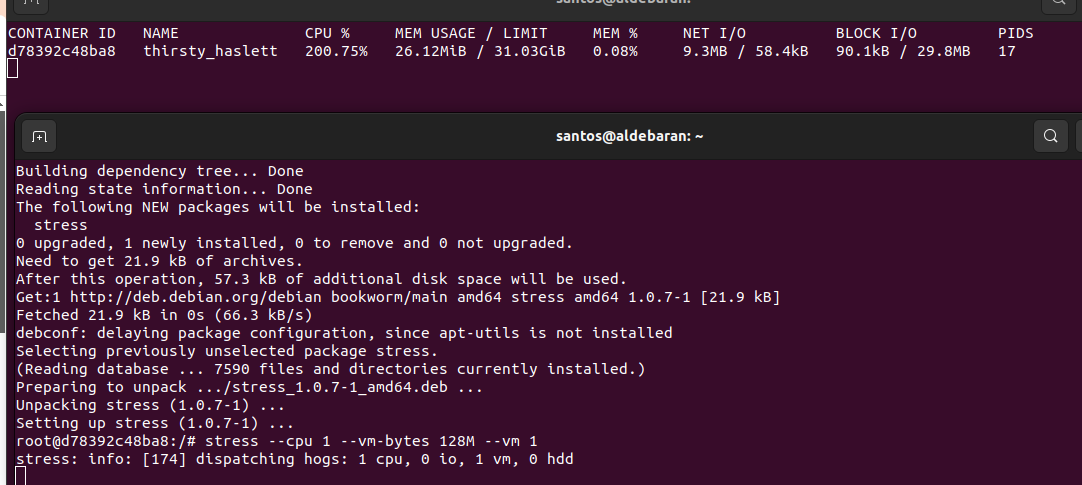 santos@aldebaran:
CONTAINER ID   NAME              CPU %     MEM USAGE / LIMIT     MEM %     NET I/O          BLOCK I/O         PIDS
d78392c48ba8   thirsty_haslett   200.75%   26.12MiB / 31.03GiB   0.08%     9.3MB / 58.4kB   90.1kB / 29.8MB   17
santos@aldebaran: ~
Building dependency tree... Done
Reading state information... Done
The following NEW packages will be installed:
  stress
0 upgraded, 1 newly installed, 0 to remove and 0 not upgraded.
Need to get 21.9 kB of archives.
After this operation, 57.3 kB of additional disk space will be used.
Get:1 http://deb.debian.org/debian bookworm/main amd64 stress amd64 1.0.7-1 [21.9 kB]
Fetched 21.9 kB in 0s (66.3 kB/s)
debconf: delaying package configuration, since apt-utils is not installed
Selecting previously unselected package stress.
(Reading database ... 7590 files and directories currently installed.)
Preparing to unpack .../stress_1.0.7-1_amd64.deb ...
Unpacking stress (1.0.7-1) ...
Setting up stress (1.0.7-1) ...
root@d78392c48ba8:/# stress --cpu 1 --vm-bytes 128M --vm 1
stress: info: [174] dispatching hogs: 1 cpu, 0 io, 1 vm, 0 hdd